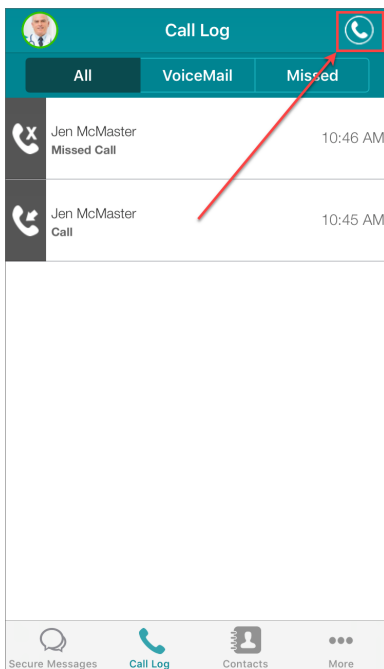 Call Log
All VoiceMail Missed
Jen McMaster
Missed Call
10:46 AM
Jen McMaster
Call
10:45 AM
Secure Messages Call Log Contacts More